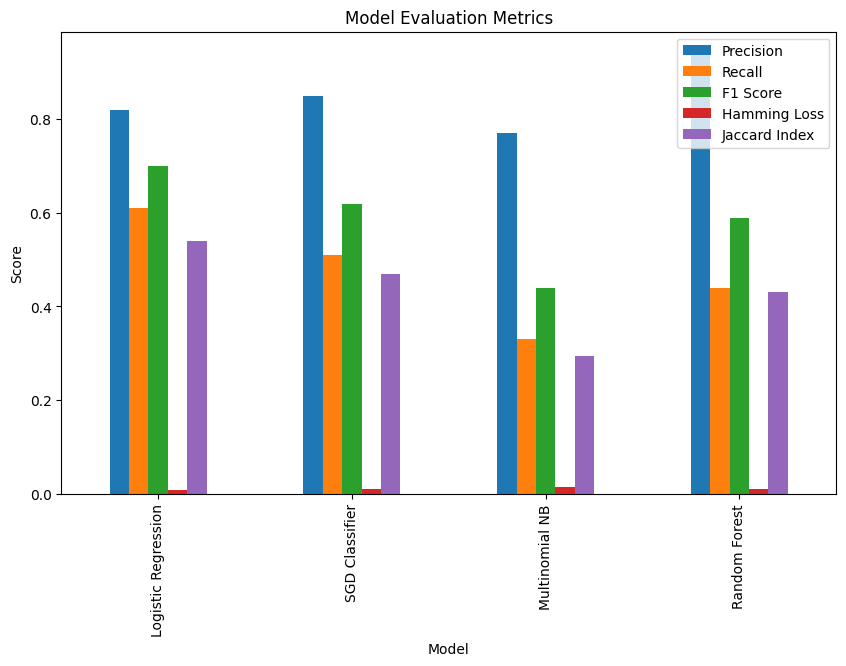 Model Evaluation Metrics
Precision
Recall
F1 Score
Hamming Loss
Jaccard Index
Score
0.8
0.6
0.4
0.2
0.0
Logistic Regression
SGD Classifier
Multinomial NB
Random Forest
Model